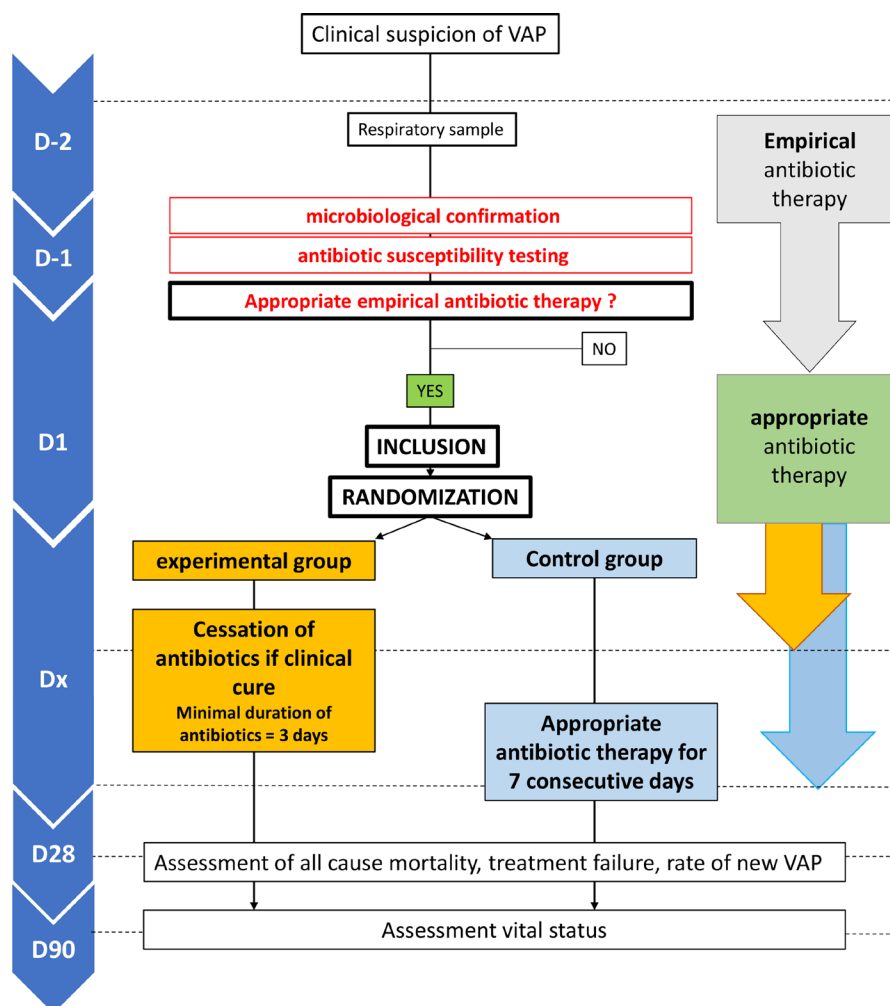 Clinical suspicion of VAP
D-2
Respiratory sample
Empirical
antibiotic
therapy
microbiological confirmation
D-1
antibiotic susceptibility testing
Appropriate empirical antibiotic therapy ?
NO
YES
D1
INCLUSION
appropriate
antibiotic
therapy
RANDOMIZATION
experimental group
Control group
Dx
Cessation of
antibiotics if clinical
cure
Minimal duration of
antibiotics = 3 days
Appropriate
antibiotic therapy for
7 consecutive days
D28
Assessment of all cause mortality, treatment failure, rate of new VAP
D90
Assessment vital status